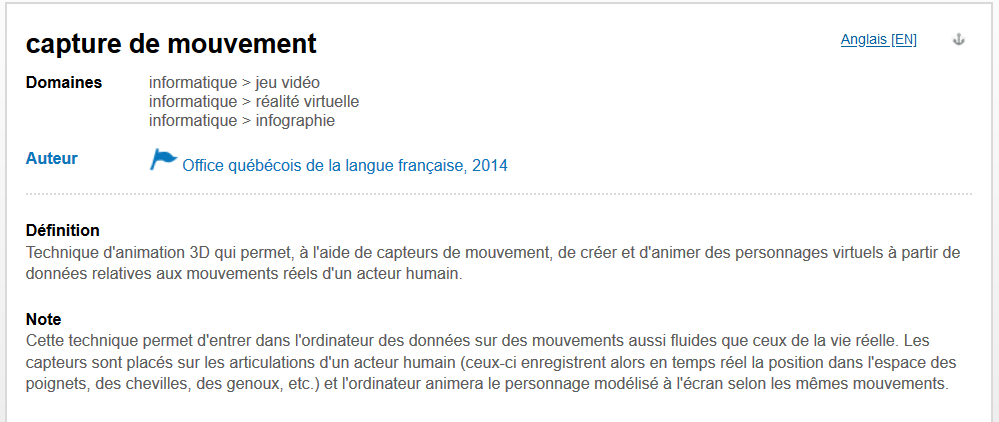 capture de mouvement
Anglais [EN]
Domaines
informatique > jeu vidéo
informatique > réalité virtuelle
informatique > infographie
Auteur
Office québécois de la langue française, 2014
Définition
Technique d'animation 3D qui permet, à l'aide de capteurs de mouvement, de créer et d'animer des personnages virtuels à partir de
données relatives aux mouvements réels d'un acteur humain.
Note
Cette technique permet d'entrer dans l'ordinateur des données sur des mouvements aussi fluides que ceux de la vie réelle. Les
capteurs sont placés sur les articulations d'un acteur humain (ceux-ci enregistrent alors en temps réel la position dans l'espace des
poignets, des chevilles, des genoux, etc.) et l'ordinateur animera le personnage modélisé à l'écran selon les mêmes mouvements.